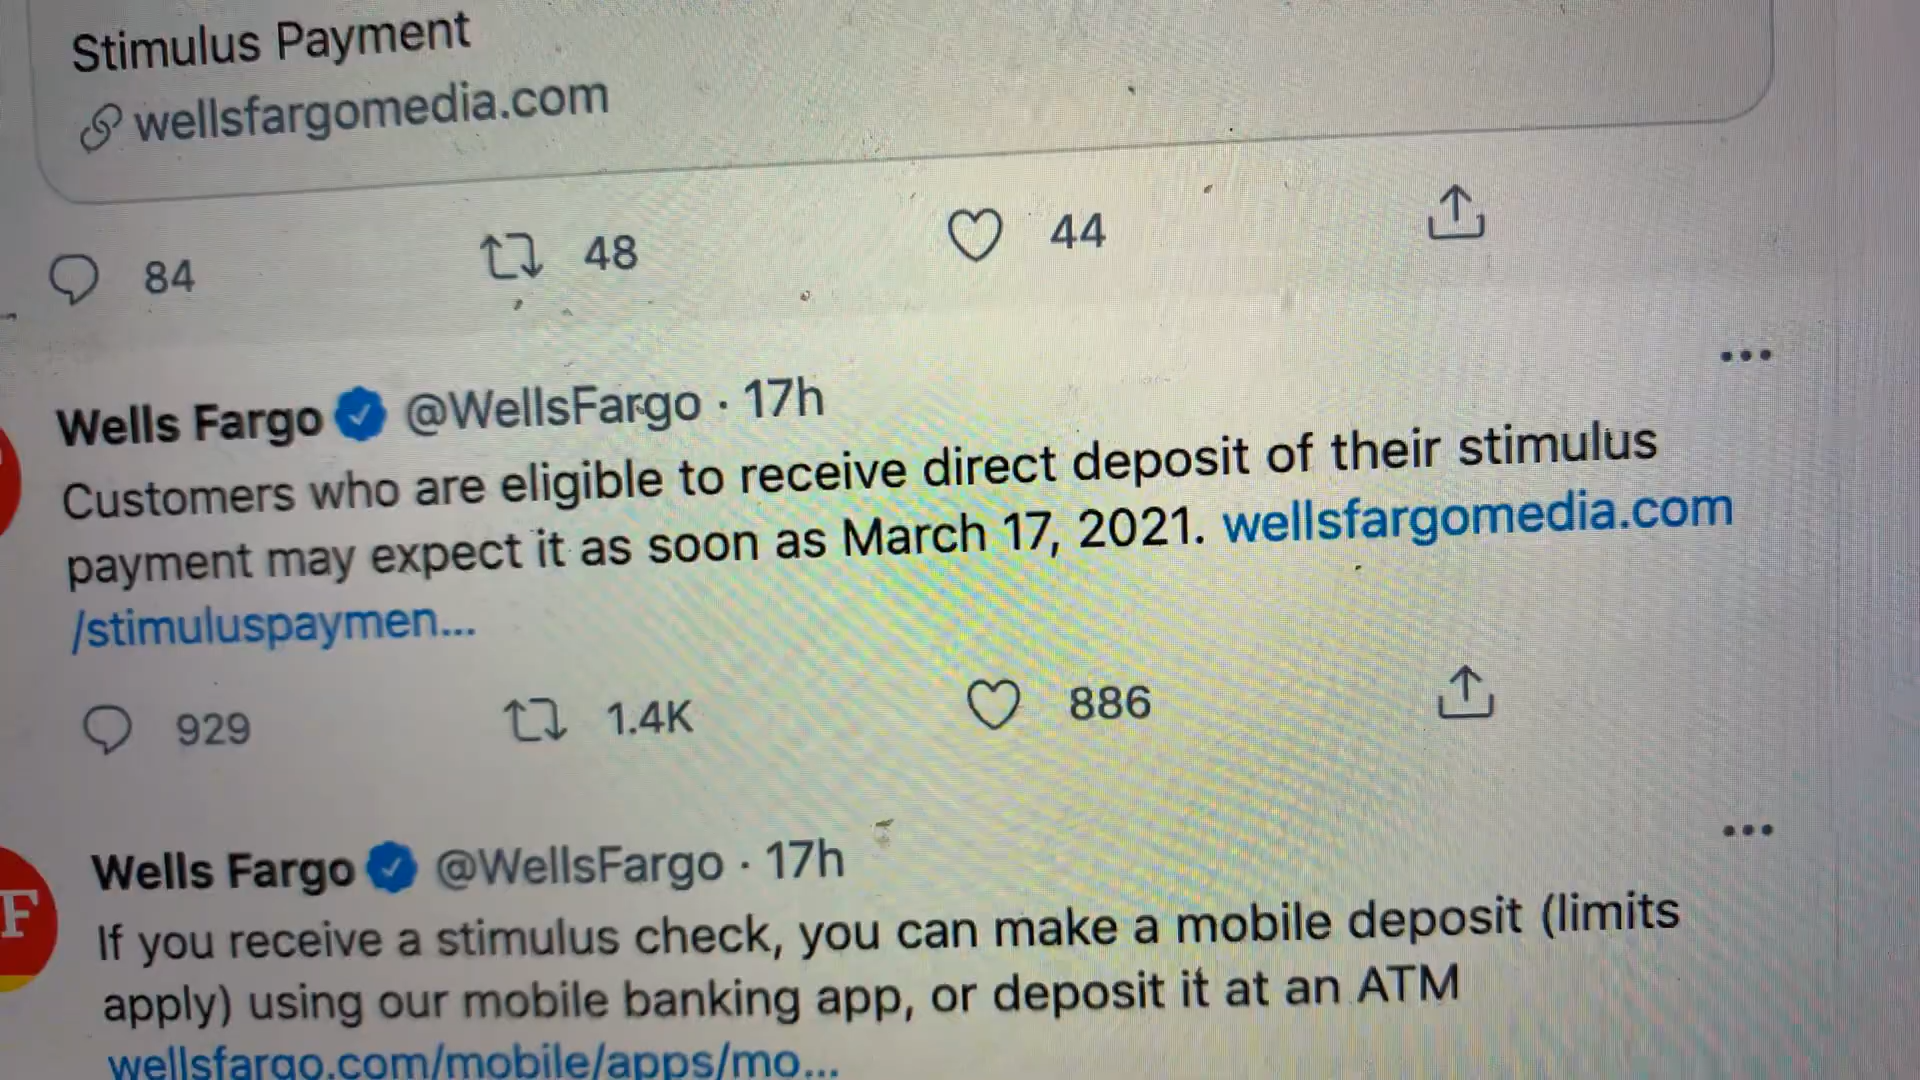 Stimulus Payment
wellsfargomedia.com
84 48 44
Wells Fargo @WellsFargo · 17h
Customers who are eligible to receive direct deposit of their stimulus
payment may expect it as soon as March 17, 2021. wellsfargomedia.com
/stimuluspaymen...
929 1.4K 886
Wells Fargo @WellsFargo · 17h
F
If you receive a stimulus check, you can make a mobile deposit (limits
apply) using our mobile banking app, or deposit it at an ATM
wellsfargo.com/mobile/apps/mo...